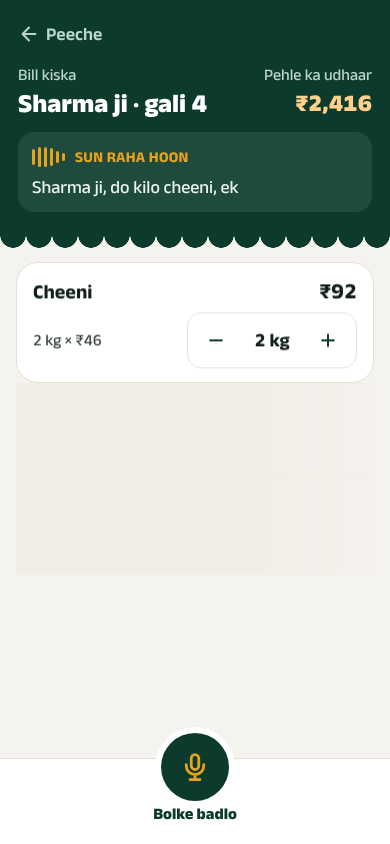 Peeche
Bill kiska
Pehle ka udhaar
Sharma ji · gali 4
₹2,416
SUN RAHA HOON
Sharma ji, do kilo cheeni, ek
Cheeni
₹92
2 kg × ₹46
− 2 kg +
Bolke badlo